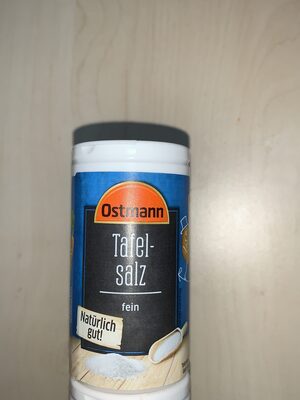 Ostmann
Tafel-
salz
fein
Natürlich
gut!